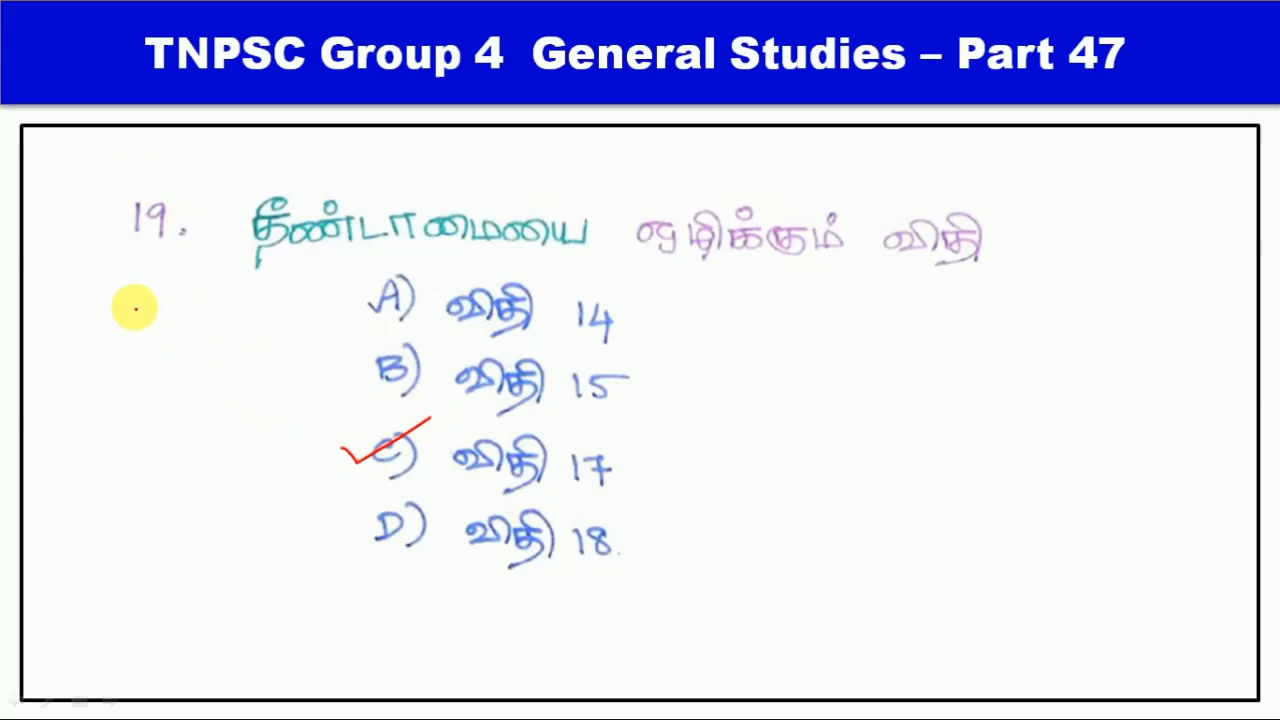 TNPSC Group 4 General Studies – Part 47
19. தீண்டாமையை ஒழிக்கும் விதி
A) விதி 14
B) விதி 15
C) விதி 17
D) விதி 18.